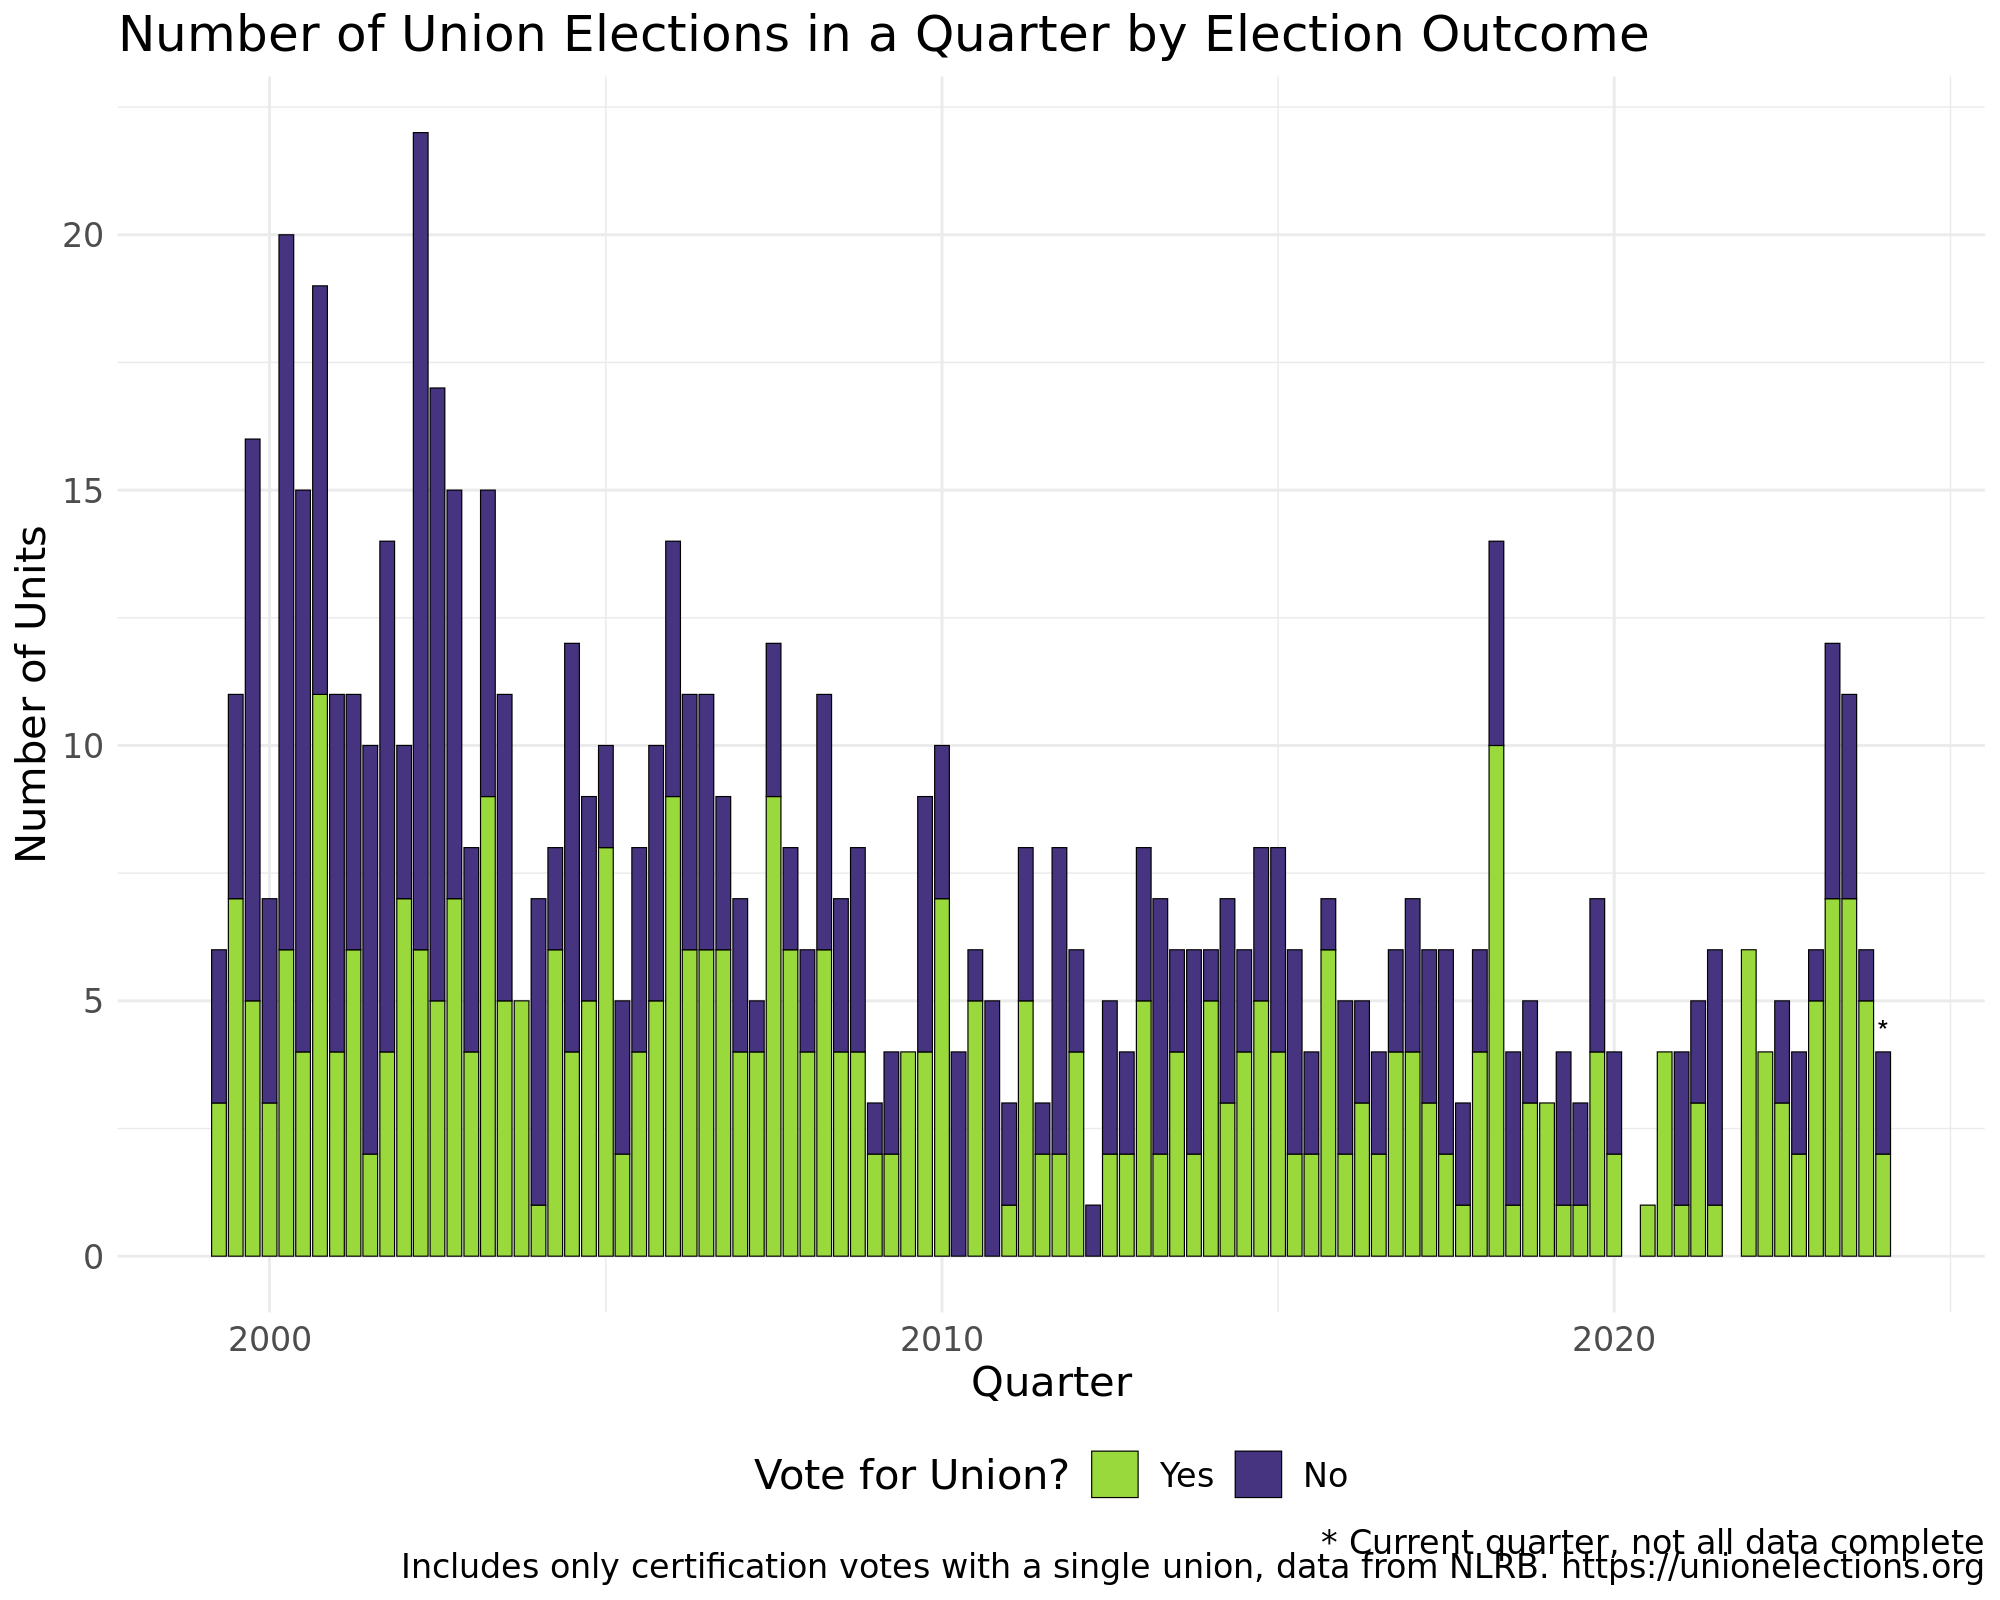 Number of Union Elections in a Quarter by Election Outcome
Number of Units
20
15
10
5
0
*
2000 2010 2020
Quarter
Vote for Union? Yes No
* Current quarter, not all data complete
Includes only certification votes with a single union, data from NLRB. https://unionelections.org